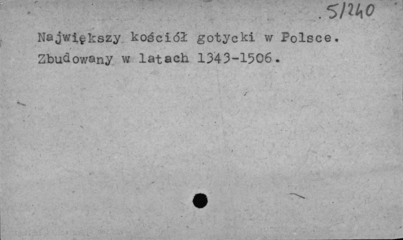 5/240
Największy kościół gotycki w Polsce.
Zbudowany w latach 1343-1506.